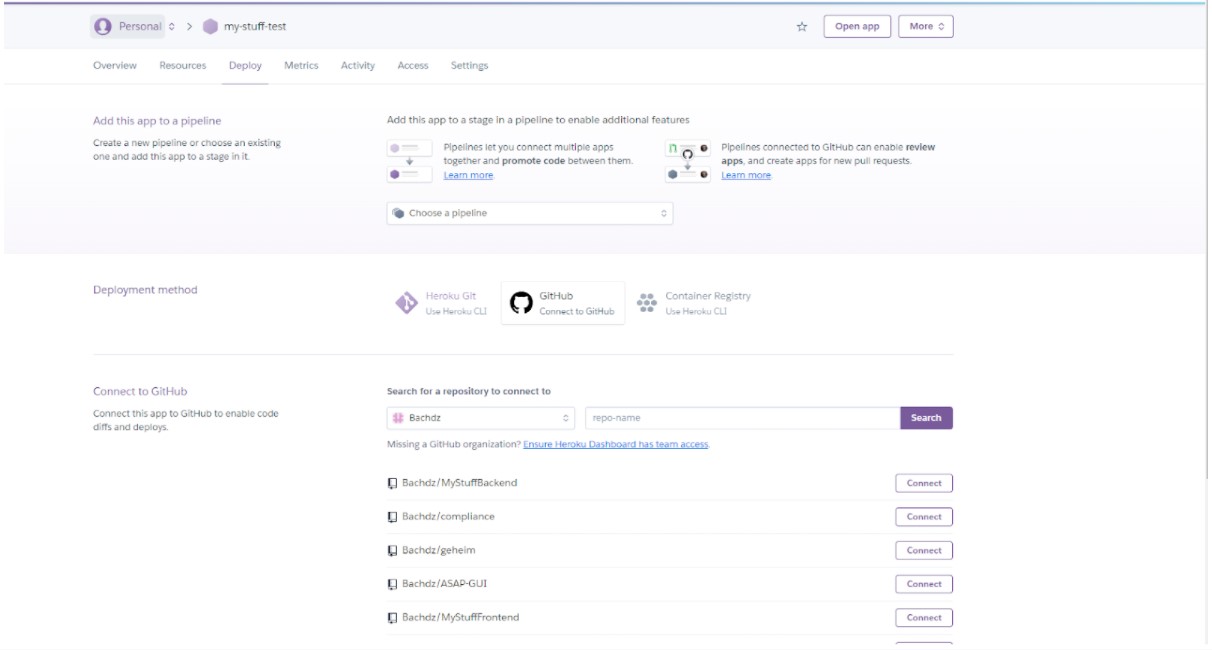 Personal > my-stuff-test
Open app More
Overview Resources Deploy Metrics Activity Access Settings
Add this app to a pipeline
Create a new pipeline or choose an existing
one and add this app to a stage in it.
Add this app to a stage in a pipeline to enable additional features
Pipelines let you connect multiple apps
together and promote code between them.
Learn more.
Pipelines connected to GitHub can enable review
apps, and create apps for new pull requests.
Learn more.
Choose a pipeline
Deployment method
Heroku Git
Use Heroku CLI
GitHub
Connect to GitHub
Container Registry
Use Heroku CLI
Connect to GitHub
Connect this app to GitHub to enable code
diffs and deploys.
Search for a repository to connect to
Bachdz repo-name Search
Missing a GitHub organization? Ensure Heroku Dashboard has team access.
Bachdz/MyStuffBackend Connect
Bachdz/compliance Connect
Bachdz/geheim Connect
Bachdz/ASAP-GUI Connect
Bachdz/MyStuffFrontend Connect